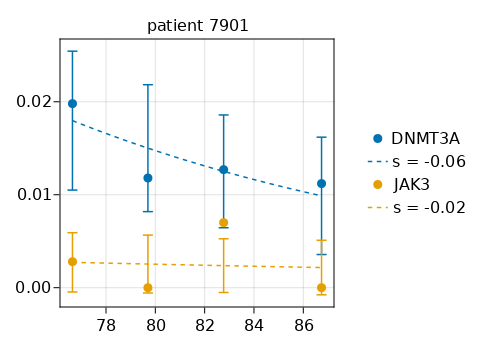 patient 7901
0.02
0.01
0.00
78 80 82 84 86
DNMT3A
s = -0.06
JAK3
s = -0.02